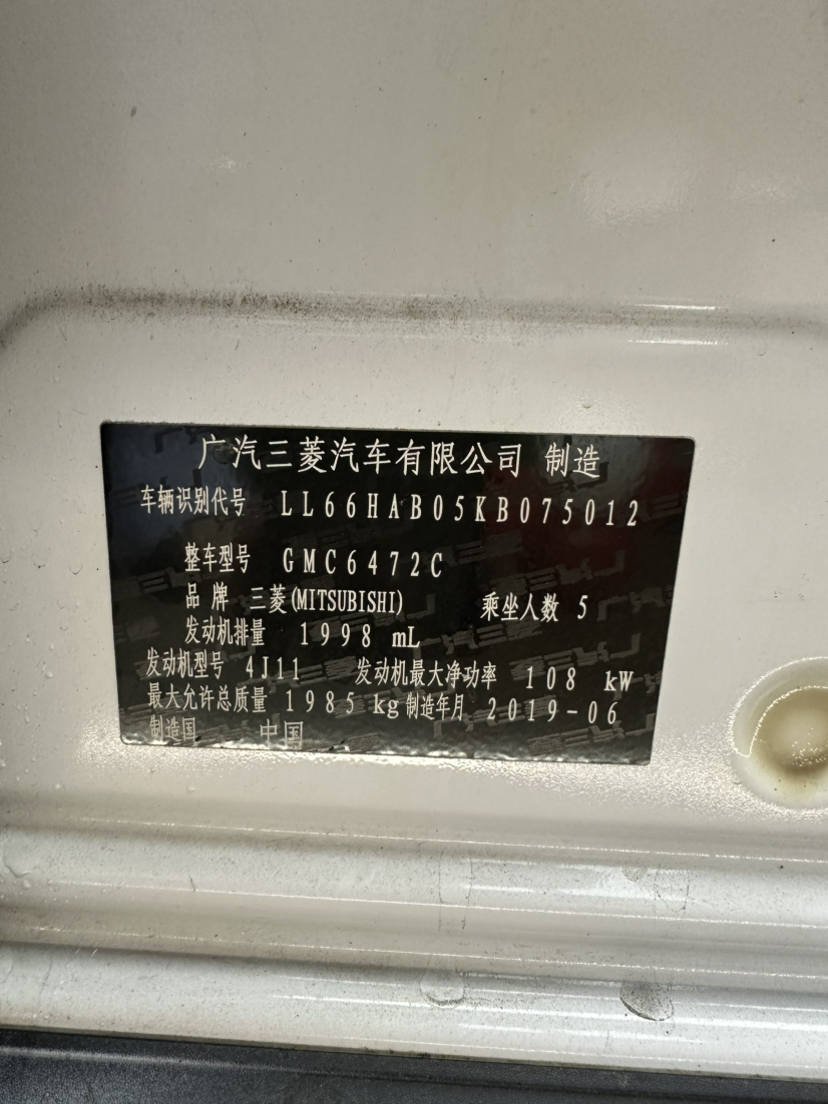 广汽三菱汽车有限公司 制造
车辆识别代号 LL66HAB05KB075012
整车型号 GMC6472C
品 牌 三菱(MITSUBISHI) 乘坐人数 5
发动机排量 1998 mL
发动机型号 4J11 发动机最大净功率 108 kW
最大允许总质量 1985 kg 制造年月 2019-06
制造国 中国